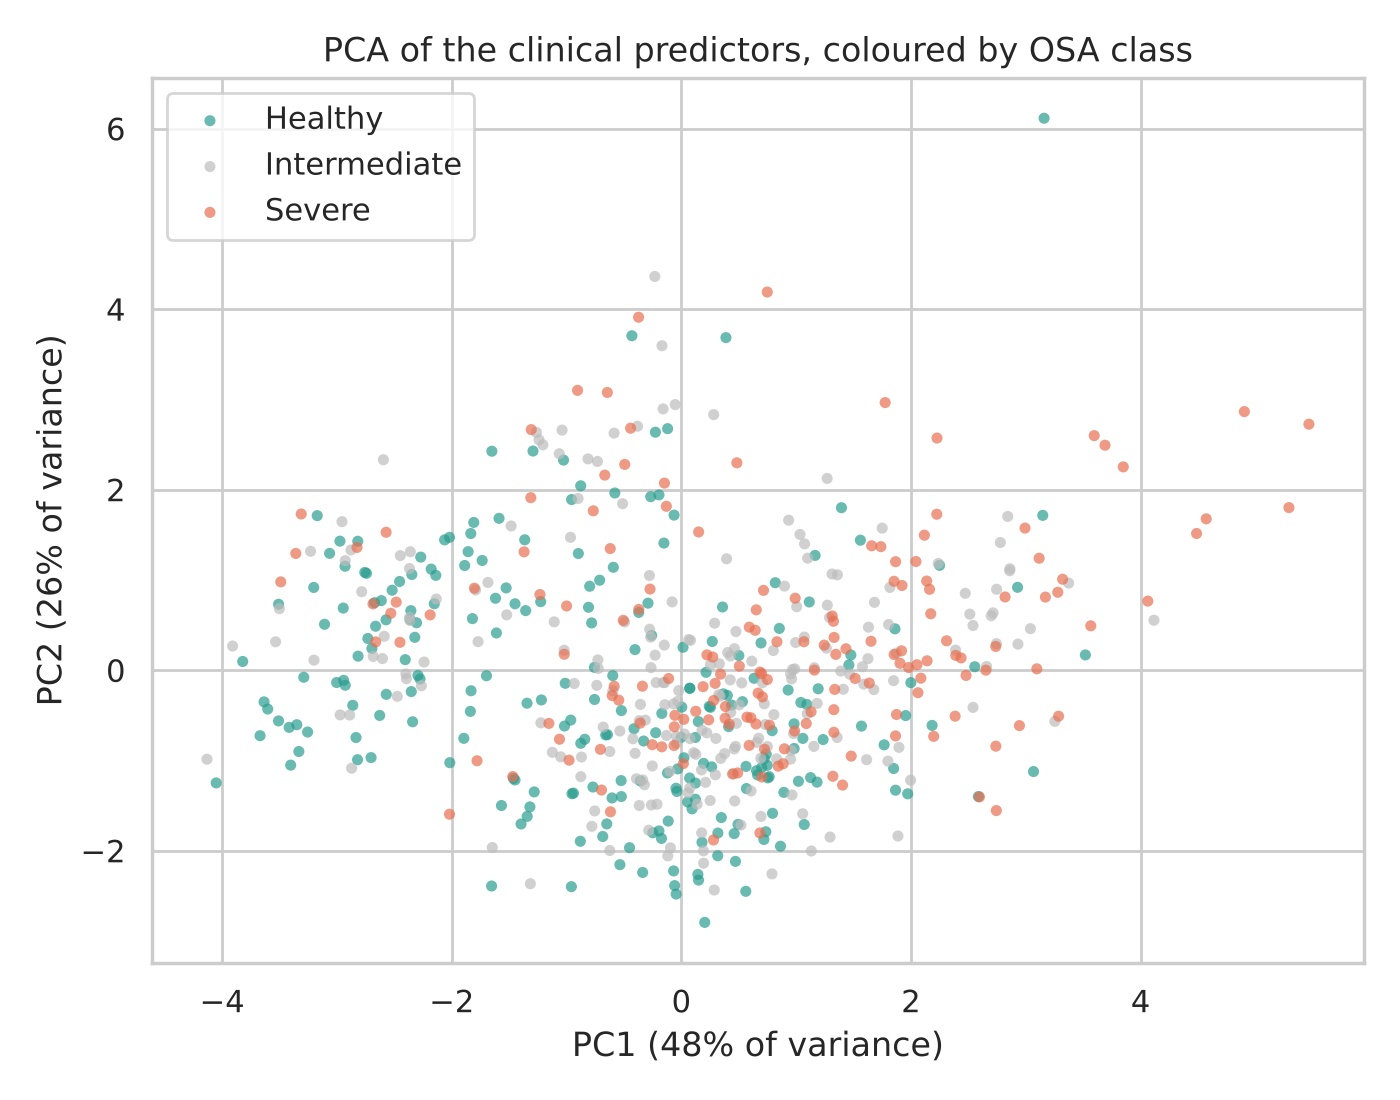 PCA of the clinical predictors, coloured by OSA class
Healthy
Intermediate
Severe
6
4
2
0
−2
PC2 (26% of variance)
−4 −2 0 2 4
PC1 (48% of variance)